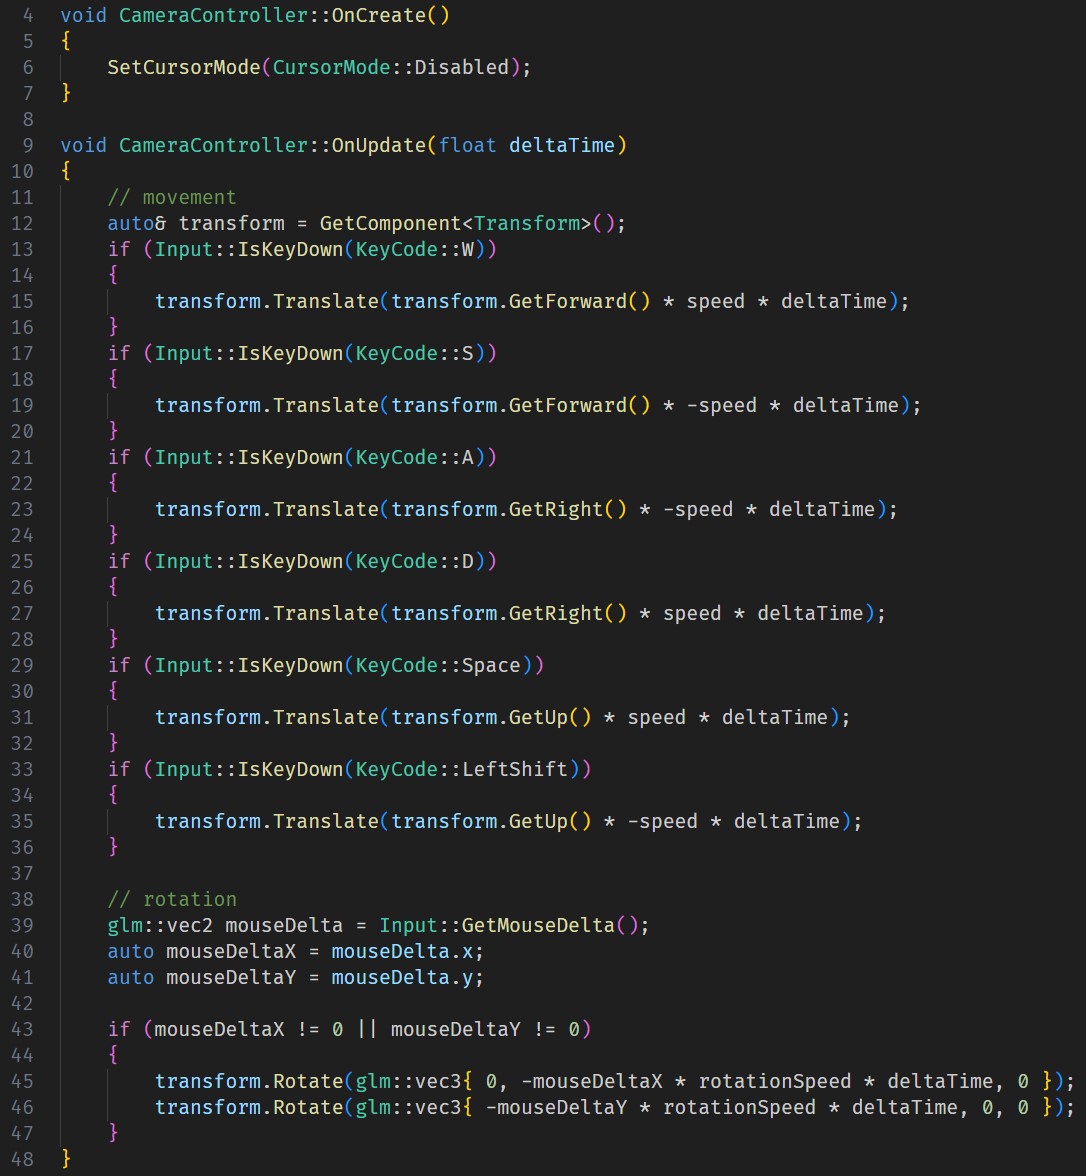 4 void CameraController::OnCreate()
5 {
6     SetCursorMode(CursorMode::Disabled);
7 }
8
9 void CameraController::OnUpdate(float deltaTime)
10 {
11     // movement
12     auto& transform = GetComponent<Transform>();
13     if (Input::IsKeyDown(KeyCode::W))
14     {
15         transform.Translate(transform.GetForward() * speed * deltaTime);
16     }
17     if (Input::IsKeyDown(KeyCode::S))
18     {
19         transform.Translate(transform.GetForward() * -speed * deltaTime);
20     }
21     if (Input::IsKeyDown(KeyCode::A))
22     {
23         transform.Translate(transform.GetRight() * -speed * deltaTime);
24     }
25     if (Input::IsKeyDown(KeyCode::D))
26     {
27         transform.Translate(transform.GetRight() * speed * deltaTime);
28     }
29     if (Input::IsKeyDown(KeyCode::Space))
30     {
31         transform.Translate(transform.GetUp() * speed * deltaTime);
32     }
33     if (Input::IsKeyDown(KeyCode::LeftShift))
34     {
35         transform.Translate(transform.GetUp() * -speed * deltaTime);
36     }
37
38     // rotation
39     glm::vec2 mouseDelta = Input::GetMouseDelta();
40     auto mouseDeltaX = mouseDelta.x;
41     auto mouseDeltaY = mouseDelta.y;
42
43     if (mouseDeltaX != 0 || mouseDeltaY != 0)
44     {
45         transform.Rotate(glm::vec3{ 0, -mouseDeltaX * rotationSpeed * deltaTime, 0 });
46         transform.Rotate(glm::vec3{ -mouseDeltaY * rotationSpeed * deltaTime, 0, 0 });
47     }
48 }